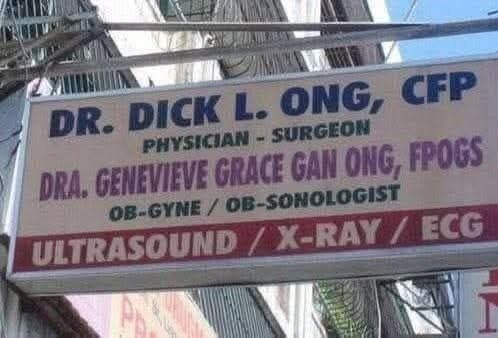 DR. DICK L. ONG, CFP
PHYSICIAN - SURGEON
DRA. GENEVIEVE GRACE GAN ONG, FPOGS
OB-GYNE / OB-SONOLOGIST
ULTRASOUND / X-RAY / ECG